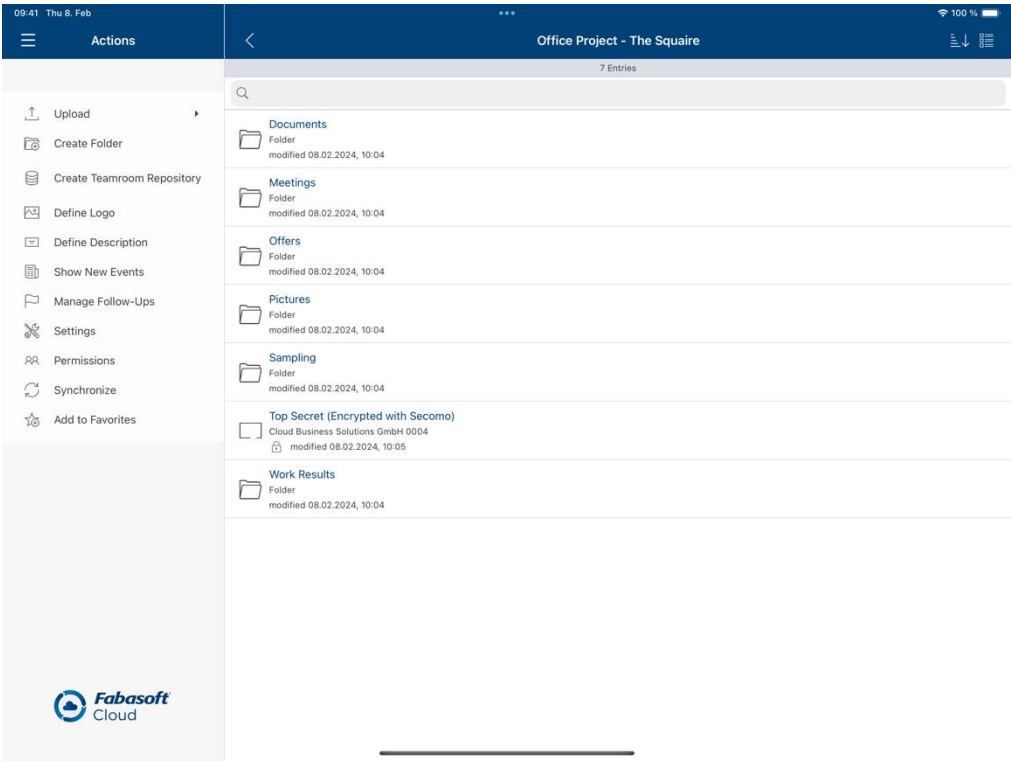 09:41 Thu 8. Feb
100 %
Actions
Office Project - The Squaire
7 Entries
Upload
Create Folder
Create Teamroom Repository
Define Logo
Define Description
Show New Events
Manage Follow-Ups
Settings
Permissions
Synchronize
Add to Favorites
Documents
Folder
modified 08.02.2024, 10:04
Meetings
Folder
modified 08.02.2024, 10:04
Offers
Folder
modified 08.02.2024, 10:04
Pictures
Folder
modified 08.02.2024, 10:04
Sampling
Folder
modified 08.02.2024, 10:04
Top Secret (Encrypted with Secomo)
Cloud Business Solutions GmbH 0004
modified 08.02.2024, 10:05
Work Results
Folder
modified 08.02.2024, 10:04
Fabasoft
Cloud